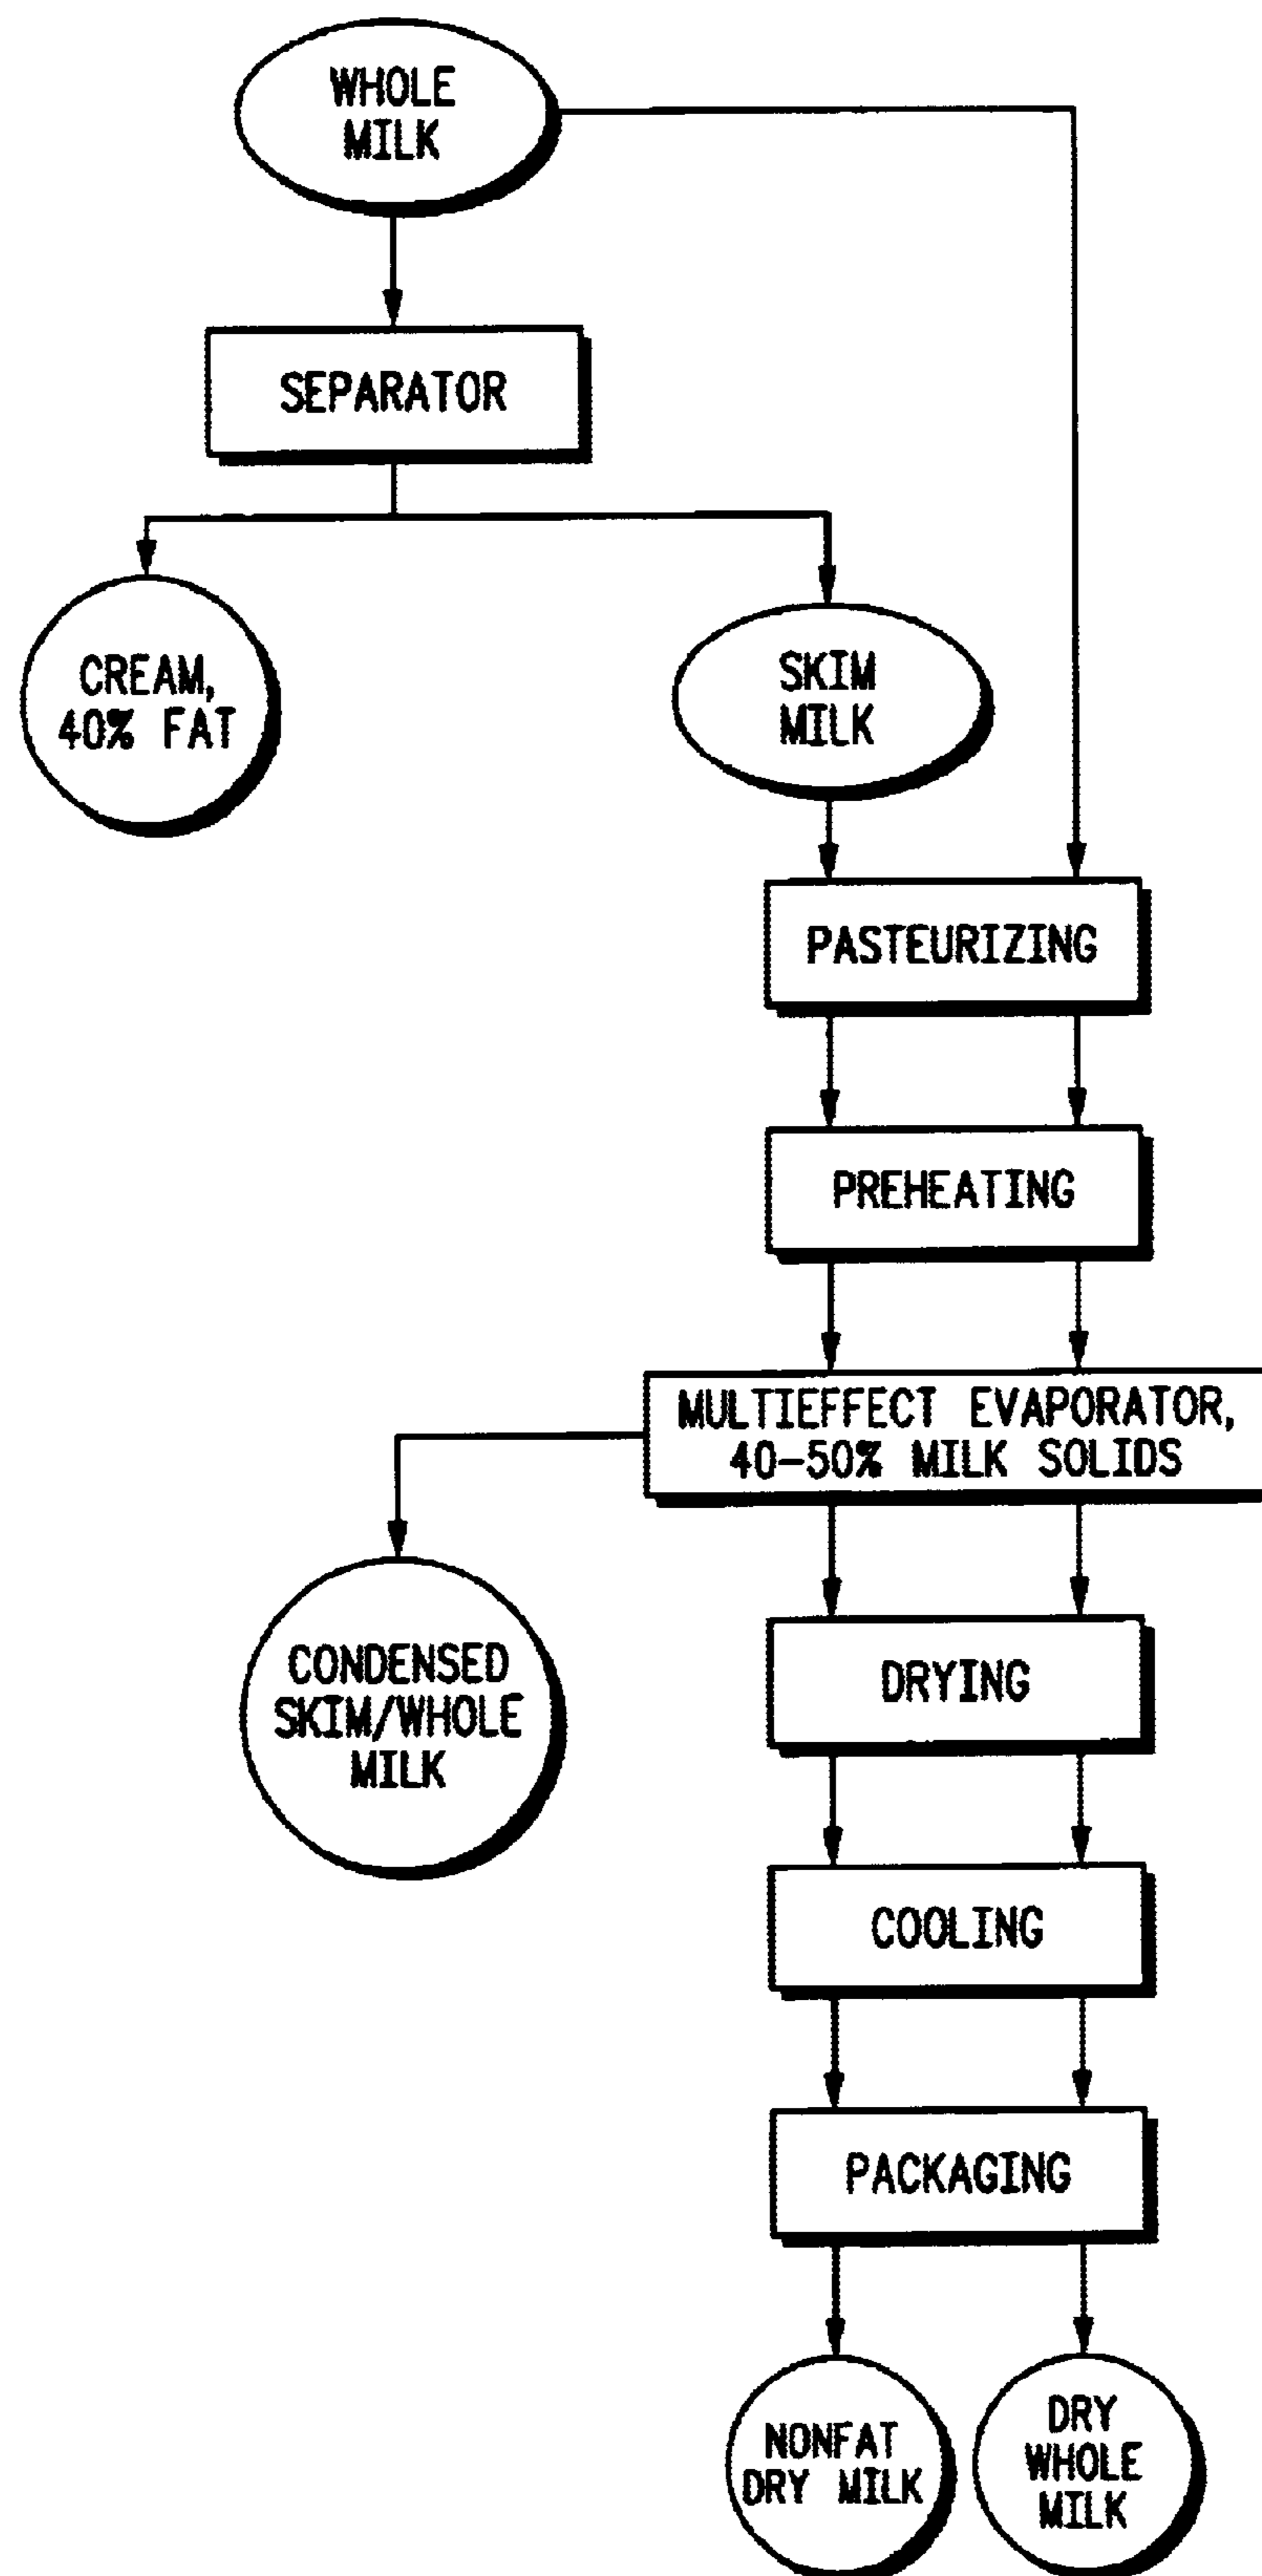 WHOLE
MILK
SEPARATOR
CREAM,
40% FAT
SKIM
MILK
PASTEURIZING
PREHEATING
MULTIEFFECT EVAPORATOR,
40-50% MILK SOLIDS
CONDENSED
SKIM/WHOLE
MILK
DRYING
COOLING
PACKAGING
NONFAT
DRY MILK
DRY
WHOLE
MILK